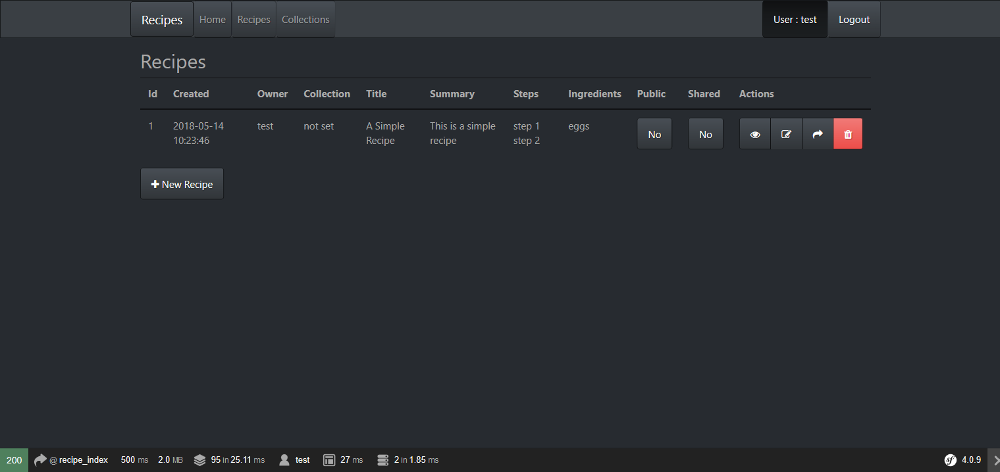 Recipes Home Recipes Collections User : test Logout
Recipes
Id Created Owner Collection Title Summary Steps Ingredients Public Shared Actions
1 2018-05-14 test not set A Simple This is a simple step 1 eggs No No
10:23:46 Recipe recipe step 2
New Recipe
200 @ recipe_index 500 ms 2.0 MB 95 in 25.11 ms test 27 ms 2 in 1.85 ms sf 4.0.9